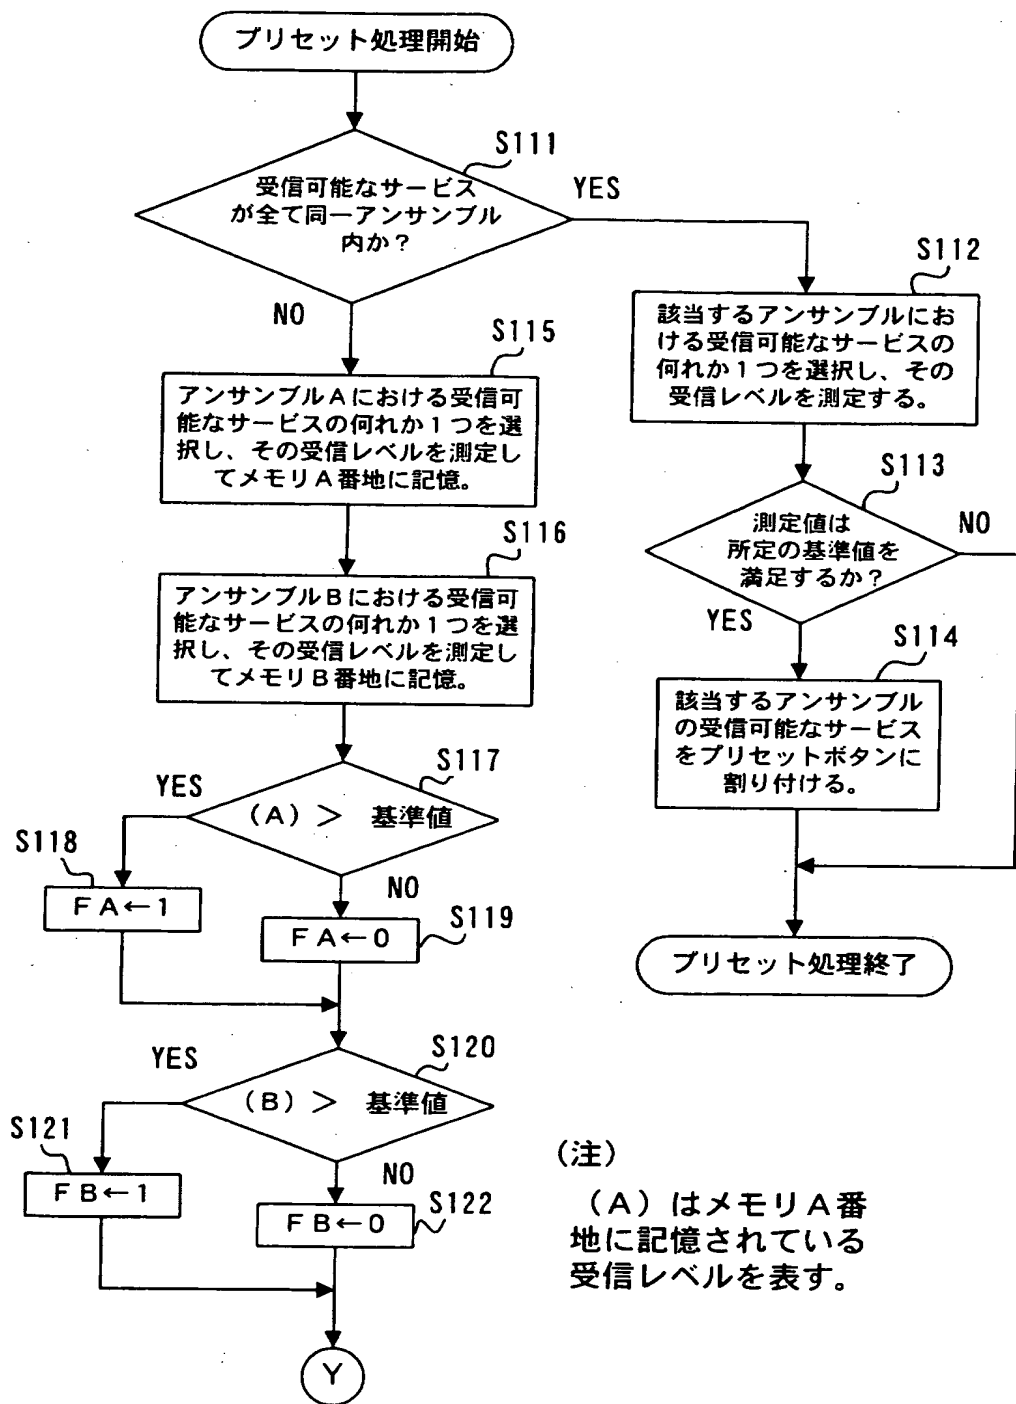 プリセット処理開始
S111
受信可能なサービス
が全て同一アンサンブル
内か？
YES
NO
S112
該当するアンサンブルにお
ける受信可能なサービスの
何れか１つを選択し、その
受信レベルを測定する。
S113
測定値は
所定の基準値を
満足するか？
NO
YES
S114
該当するアンサンブル
の受信可能なサービス
をプリセットボタンに
割り付ける。
プリセット処理終了
S115
アンサンブルＡにおける受信可
能なサービスの何れか１つを選
択し、その受信レベルを測定し
てメモリＡ番地に記憶。
S116
アンサンブルＢにおける受信可
能なサービスの何れか１つを選
択し、その受信レベルを測定し
てメモリＢ番地に記憶。
S117
YES
（Ａ）＞ 基準値
S118
ＦＡ←１
NO
ＦＡ←０
S119
S120
YES
（Ｂ）＞ 基準値
S121
ＦＢ←１
NO
ＦＢ←０
S122
Ｙ
（注）
（Ａ）はメモリＡ番
地に記憶されている
受信レベルを表す。